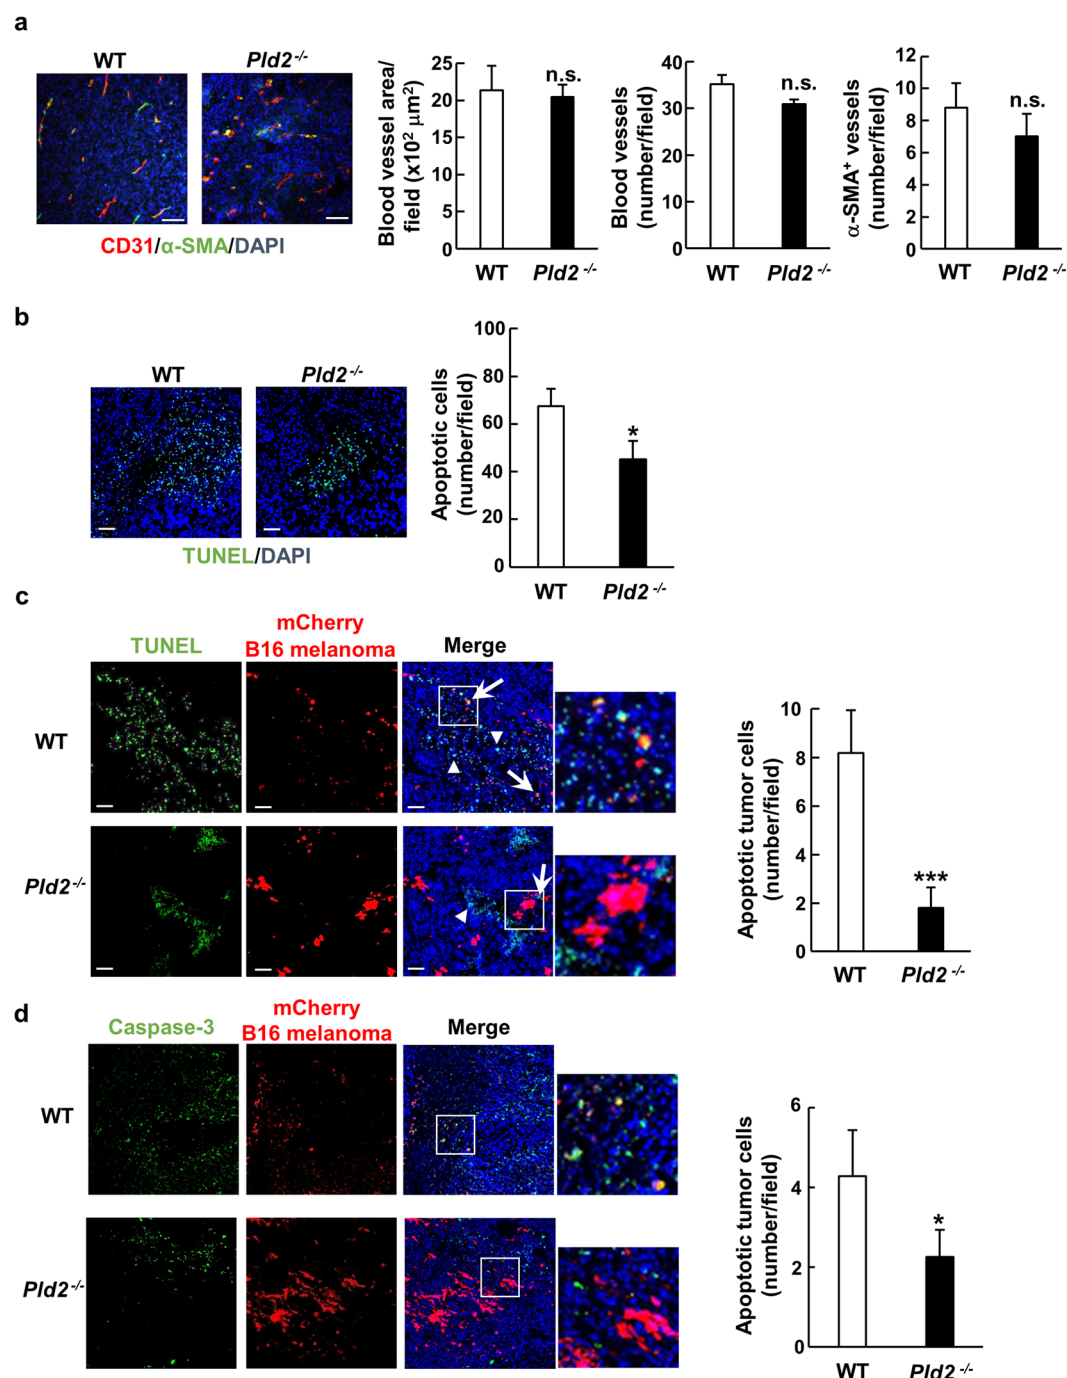 a
WT
Pld2-/-
CD31/α-SMA/DAPI
Blood vessel area/
field (x10² μm²)
25
20
15
10
5
0
n.s.
WT
Pld2 -/-
Blood vessels
(number/field)
40
30
20
10
0
n.s.
WT
Pld2 -/-
α-SMA⁺ vessels
(number/field)
12
10
8
6
4
2
0
n.s.
WT
Pld2 -/-
b
WT
Pld2-/-
TUNEL/DAPI
Apoptotic cells
(number/field)
100
80
60
40
20
0
*
WT
Pld2 -/-
c
TUNEL
mCherry
B16 melanoma
Merge
WT
Pld2-/-
Apoptotic tumor cells
(number/field)
10
8
6
4
2
0
***
WT
Pld2 -/-
d
Caspase-3
mCherry
B16 melanoma
Merge
WT
Pld2-/-
Apoptotic tumor cells
(number/field)
6
4
2
0
*
WT
Pld2 -/-